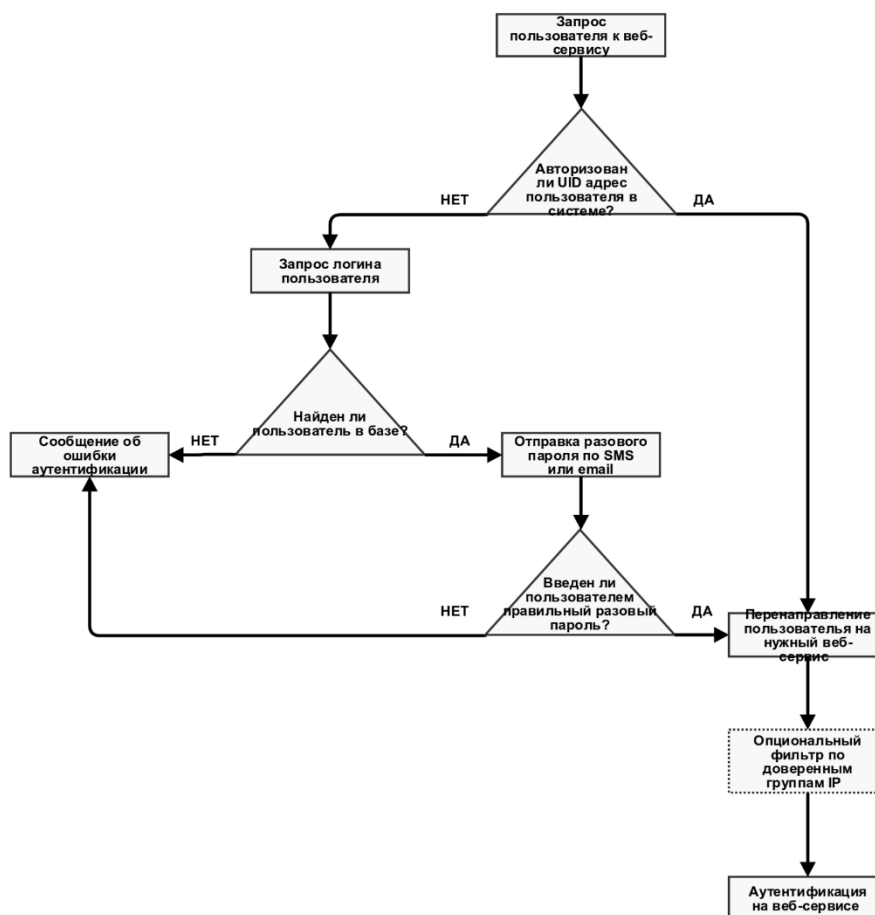 Запрос
пользователя к веб-
сервису
Авторизован
ли UID адрес
пользователя в
системе?
НЕТ
ДА
Запрос логина
пользователя
Найден ли
пользователь в базе?
НЕТ
ДА
Сообщение об
ошибки
аутентификации
Отправка разового
пароля по SMS
или email
Введен ли
пользователем
правильный разовый
пароль?
НЕТ
ДА
Перенаправление
пользователья на
нужный веб-
сервис
Опциональный
фильтр по
доверенным
группам IP
Аутентификация
на веб-сервисе